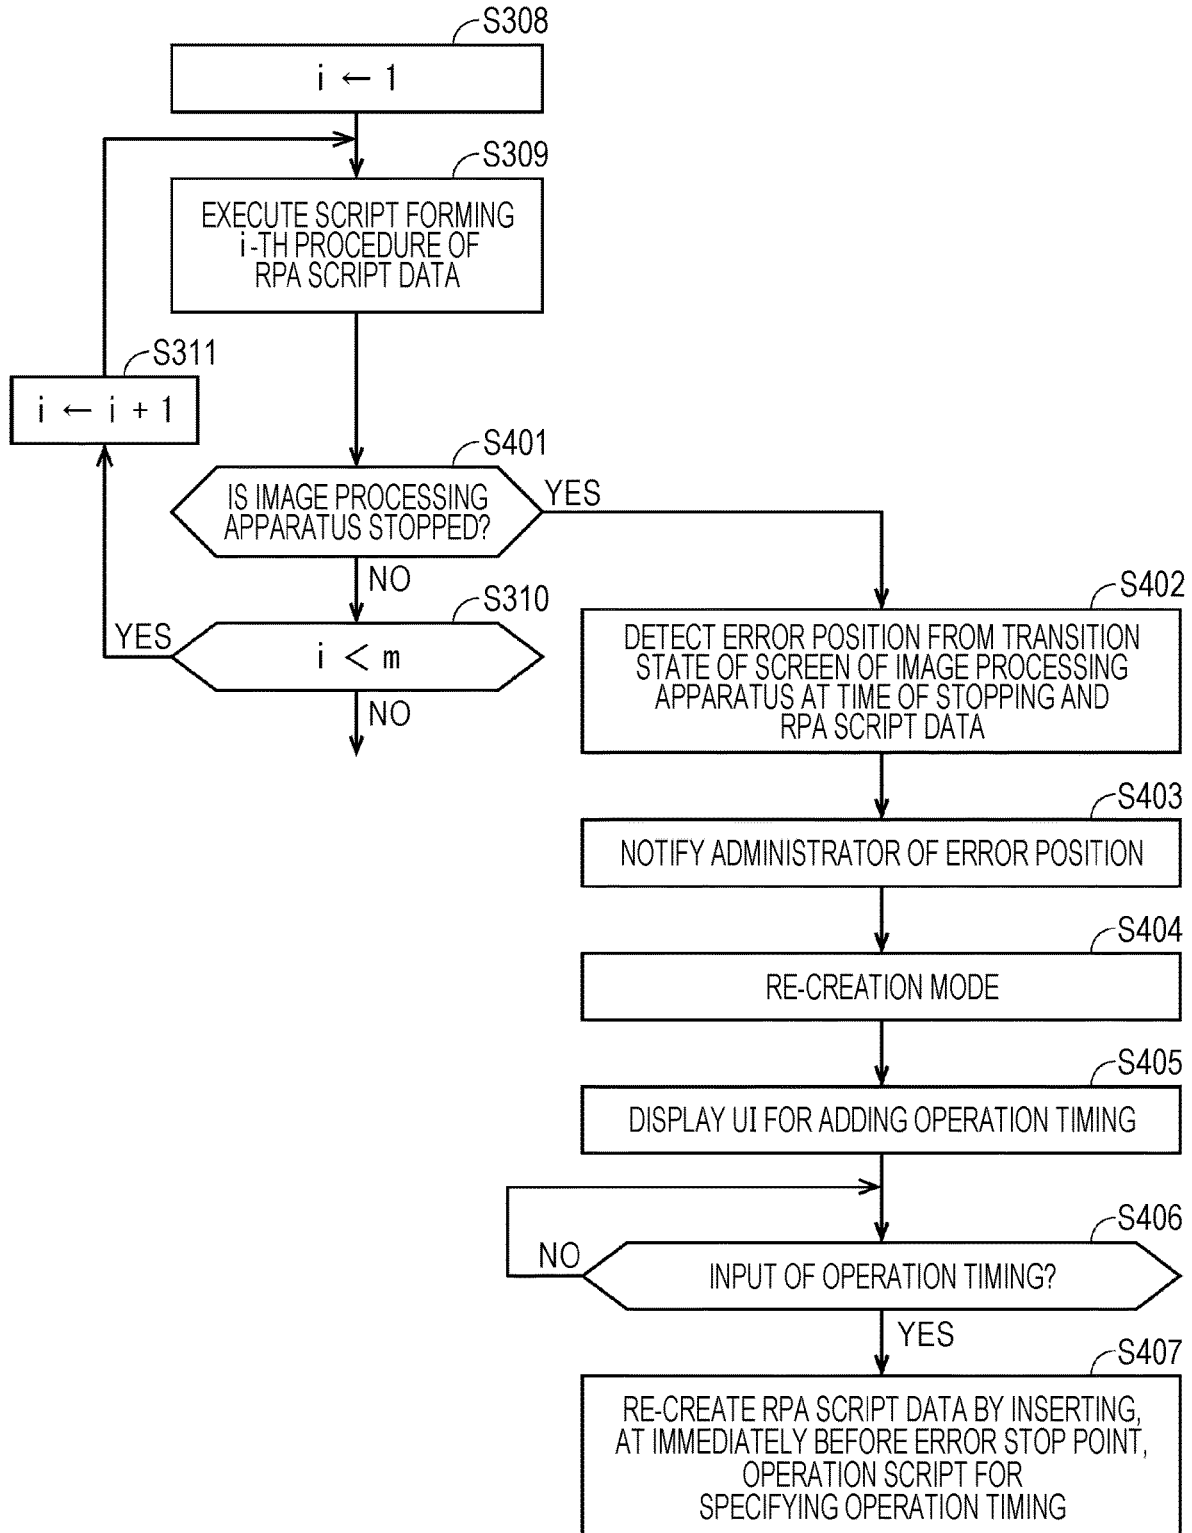 S308
i ← 1
S309
EXECUTE SCRIPT FORMING
i-TH PROCEDURE OF
RPA SCRIPT DATA
S311
i ← i + 1
S401
IS IMAGE PROCESSING
APPARATUS STOPPED?
YES
NO
S310
YES
i < m
NO
S402
DETECT ERROR POSITION FROM TRANSITION
STATE OF SCREEN OF IMAGE PROCESSING
APPARATUS AT TIME OF STOPPING AND
RPA SCRIPT DATA
S403
NOTIFY ADMINISTRATOR OF ERROR POSITION
S404
RE-CREATION MODE
S405
DISPLAY UI FOR ADDING OPERATION TIMING
S406
NO
INPUT OF OPERATION TIMING?
YES
S407
RE-CREATE RPA SCRIPT DATA BY INSERTING,
AT IMMEDIATELY BEFORE ERROR STOP POINT,
OPERATION SCRIPT FOR
SPECIFYING OPERATION TIMING